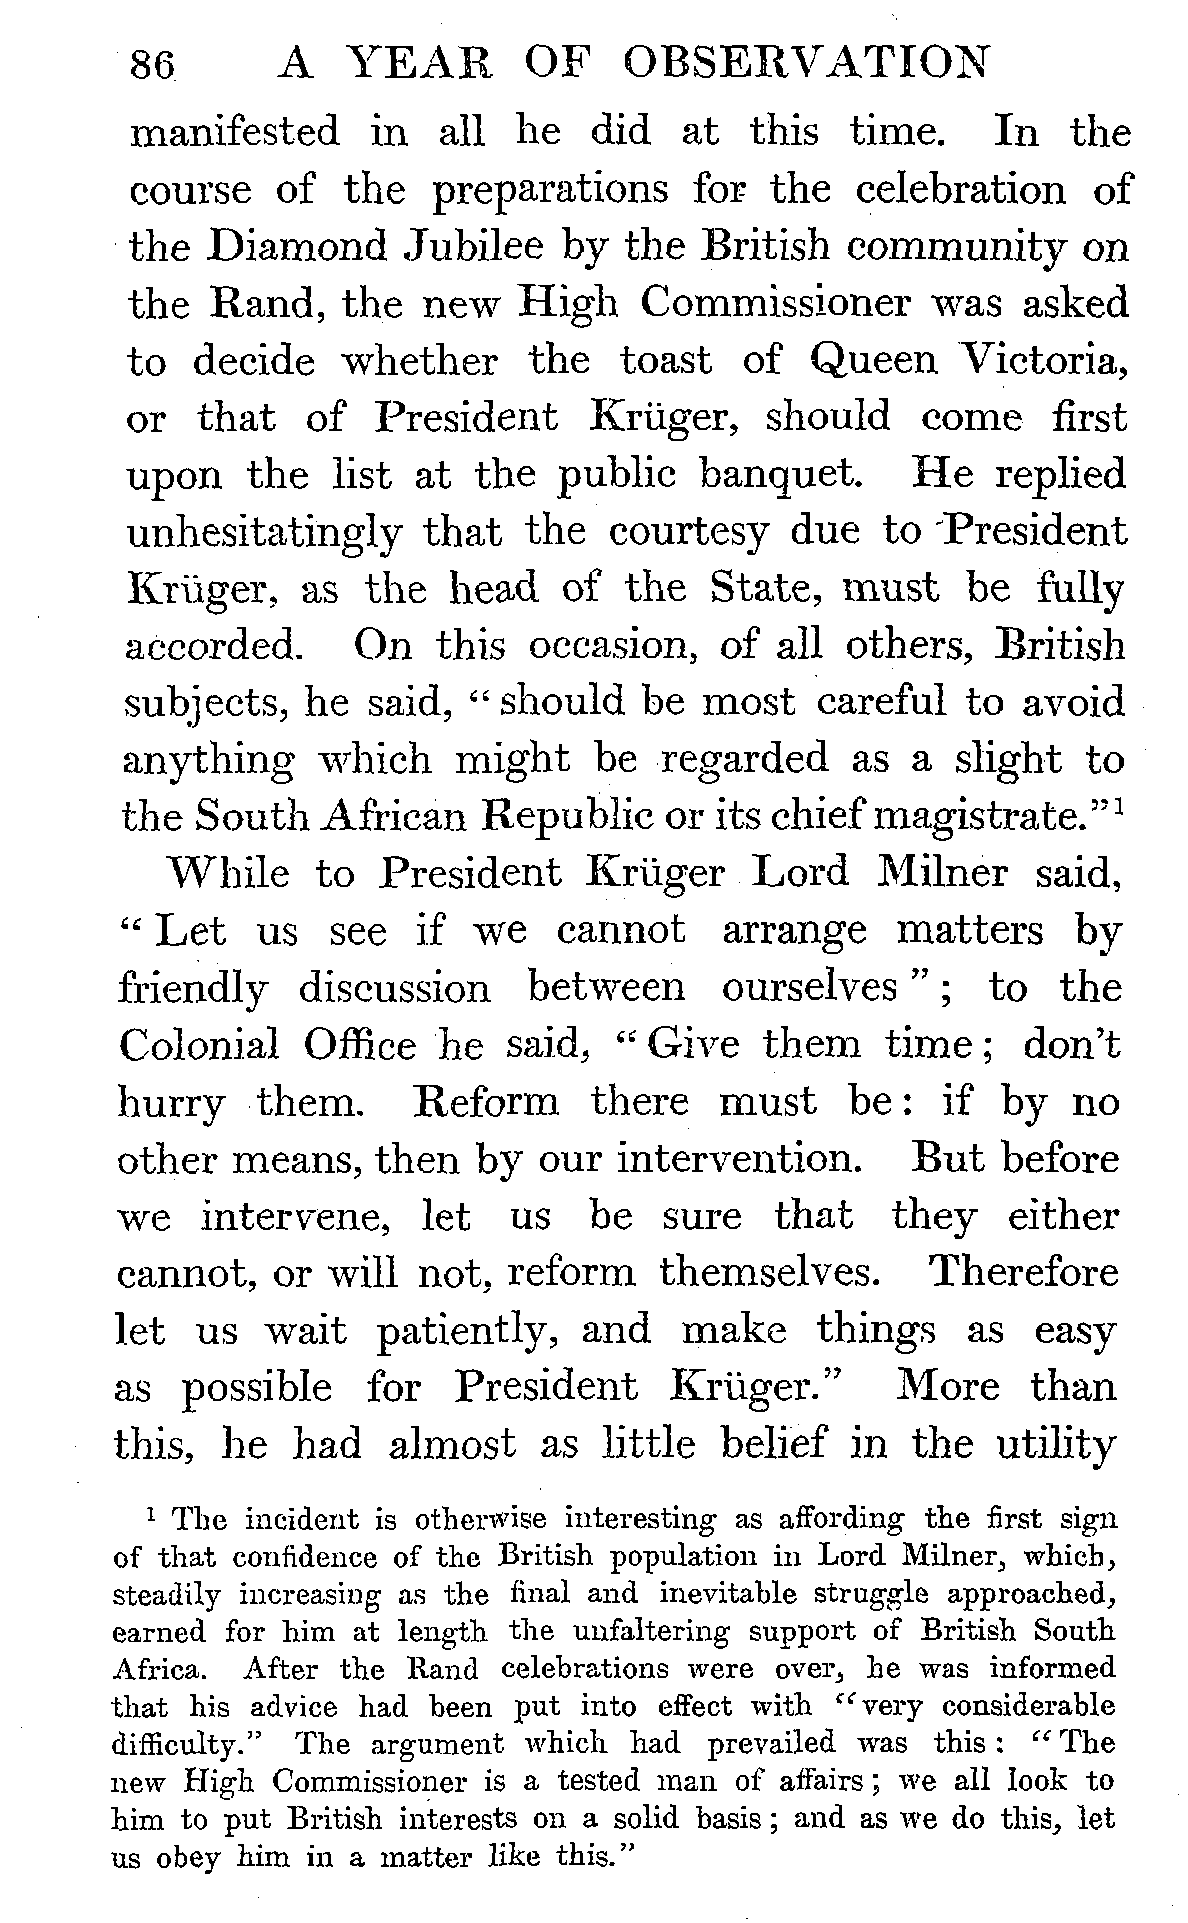 86 A YEAR OF OBSERVATION
manifested in all he did at this time. In the
course of the preparations for the celebration of
the Diamond Jubilee by the British community on
the Rand, the new High Commissioner was asked
to decide whether the toast of Queen Victoria,
or that of President Krüger, should come first
upon the list at the public banquet. He replied
unhesitatingly that the courtesy due to President
Krüger, as the head of the State, must be fully
accorded. On this occasion, of all others, British
subjects, he said, “ should be most careful to avoid
anything which might be regarded as a slight to
the South African Republic or its chief magistrate.”¹
While to President Krüger Lord Milner said,
“ Let us see if we cannot arrange matters by
friendly discussion between ourselves ” ; to the
Colonial Office he said, “ Give them time ; don’t
hurry them. Reform there must be : if by no
other means, then by our intervention. But before
we intervene, let us be sure that they either
cannot, or will not, reform themselves. Therefore
let us wait patiently, and make things as easy
as possible for President Krüger.” More than
this, he had almost as little belief in the utility
¹ The incident is otherwise interesting as affording the first sign
of that confidence of the British population in Lord Milner, which,
steadily increasing as the final and inevitable struggle approached,
earned for him at length the unfaltering support of British South
Africa. After the Rand celebrations were over, he was informed
that his advice had been put into effect with “very considerable
difficulty.” The argument which had prevailed was this : “ The
new High Commissioner is a tested man of affairs ; we all look to
him to put British interests on a solid basis ; and as we do this, let
us obey him in a matter like this.”